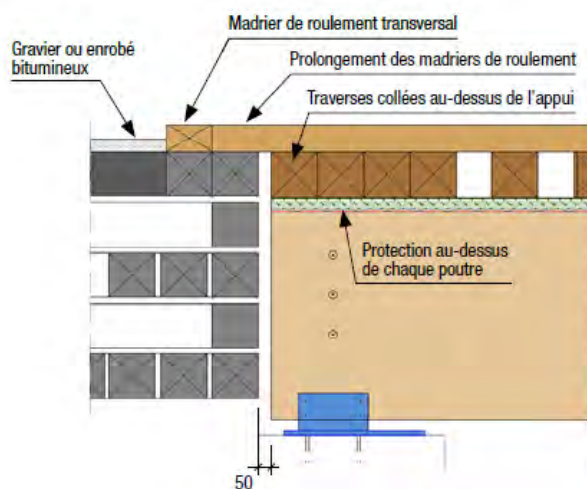 Madrier de roulement transversal
Gravier ou enrobé
bitumineux
Prolongement des madriers de roulement
Traverses collées au-dessus de l'appui
Protection au-dessus
de chaque poutre
50